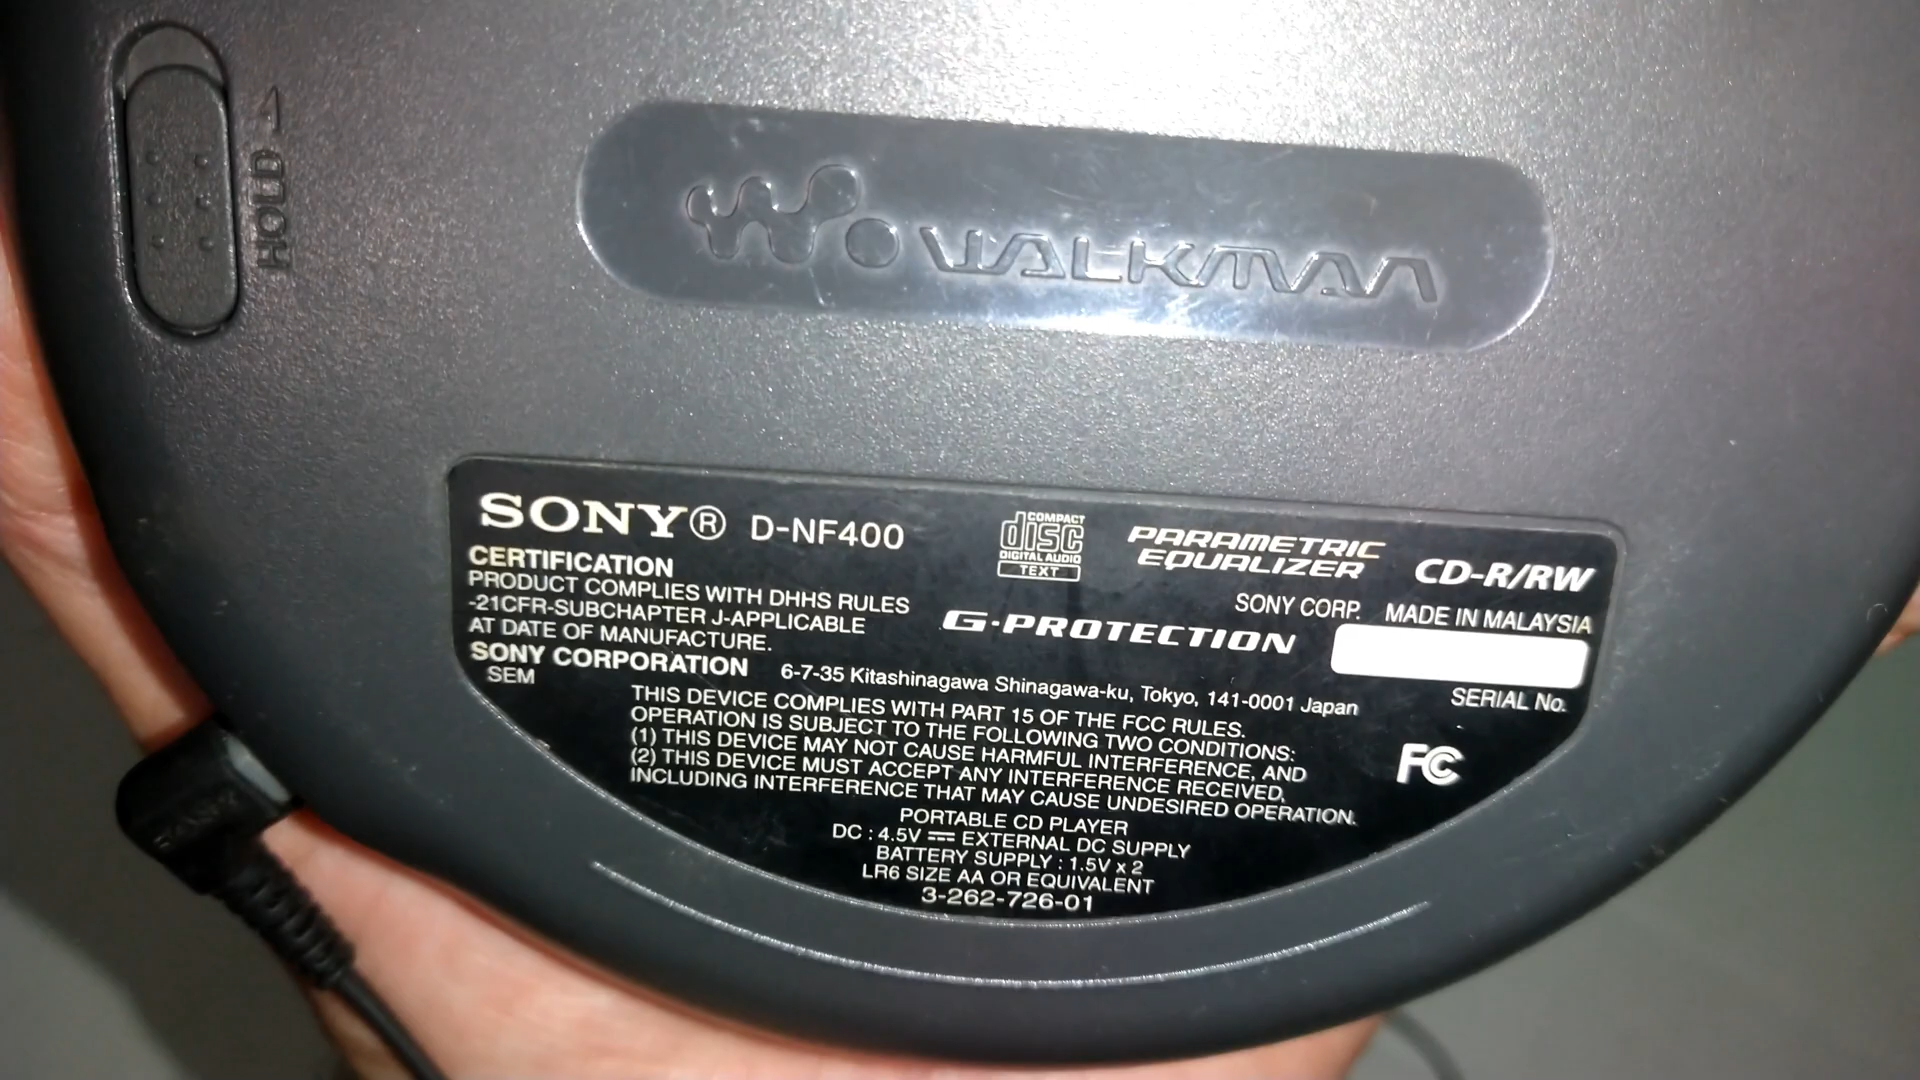 HOLD
WALKMAN
SONY® D-NF400
COMPACT
disc
DIGITAL AUDIO
TEXT
PARAMETRIC
EQUALIZER
CD-R/RW
CERTIFICATION
PRODUCT COMPLIES WITH DHHS RULES
-21CFR-SUBCHAPTER J-APPLICABLE
AT DATE OF MANUFACTURE.
G-PROTECTION
SONY CORP. MADE IN MALAYSIA
SONY CORPORATION 6-7-35 Kitashinagawa Shinagawa-ku, Tokyo, 141-0001 Japan
SEM
SERIAL No.
THIS DEVICE COMPLIES WITH PART 15 OF THE FCC RULES.
OPERATION IS SUBJECT TO THE FOLLOWING TWO CONDITIONS:
(1) THIS DEVICE MAY NOT CAUSE HARMFUL INTERFERENCE, AND
(2) THIS DEVICE MUST ACCEPT ANY INTERFERENCE RECEIVED,
INCLUDING INTERFERENCE THAT MAY CAUSE UNDESIRED OPERATION.
FC
PORTABLE CD PLAYER
DC : 4.5V ⎓ EXTERNAL DC SUPPLY
BATTERY SUPPLY : 1.5V x 2
LR6 SIZE AA OR EQUIVALENT
3-262-726-01